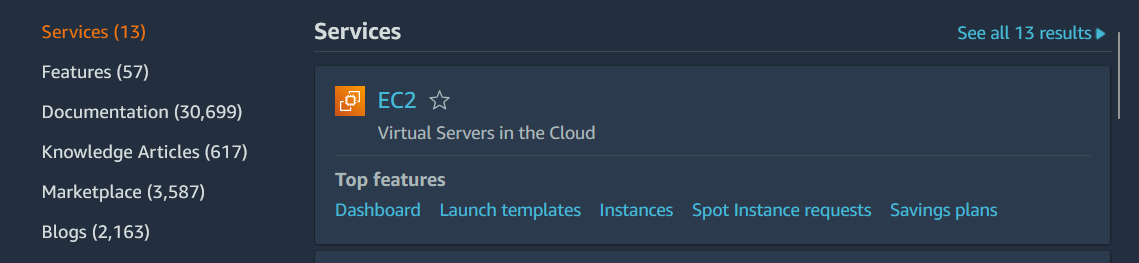 Services (13)
Features (57)
Documentation (30,699)
Knowledge Articles (617)
Marketplace (3,587)
Blogs (2,163)
Services
See all 13 results
EC2
Virtual Servers in the Cloud
Top features
Dashboard Launch templates Instances Spot Instance requests Savings plans